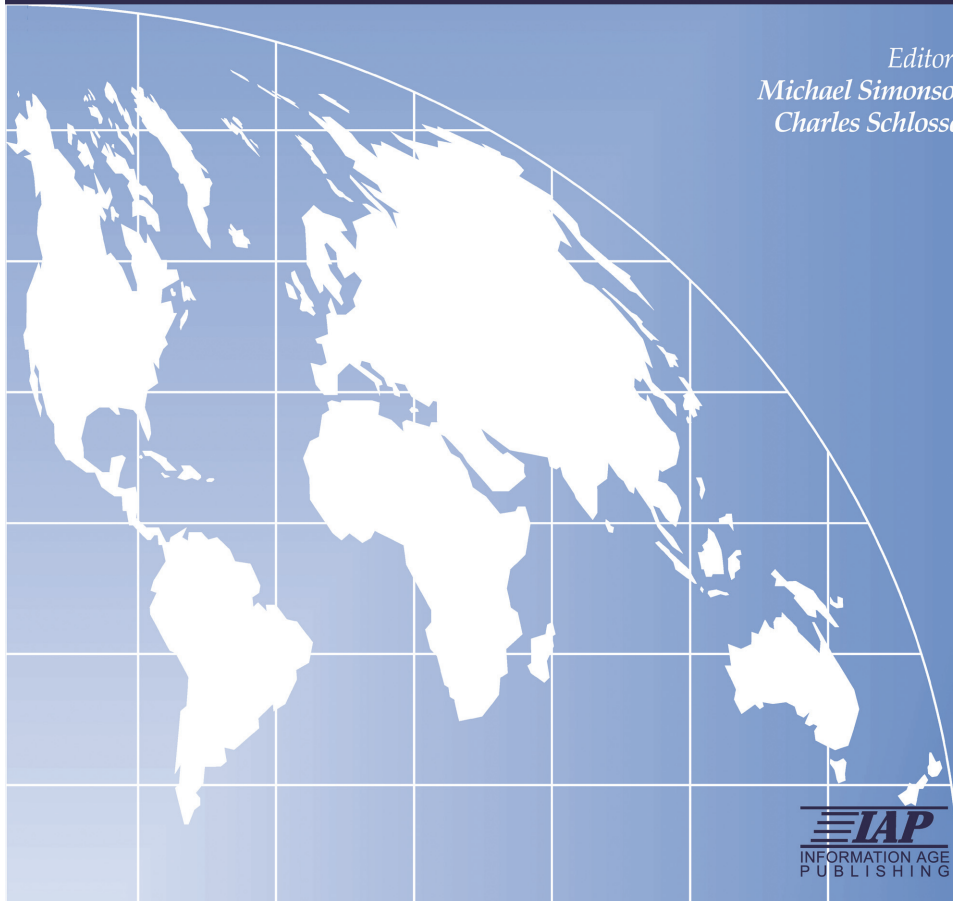 Editor
Michael Simonso
Charles Schlosse
IAP
INFORMATION AGE
PUBLISHING